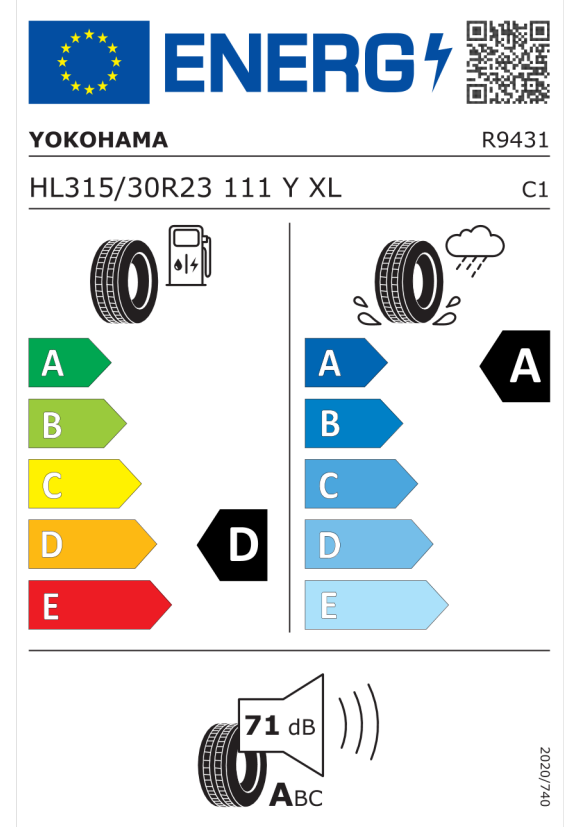 ENERG
YOKOHAMA R9431
HL315/30R23 111 Y XL C1
A A A
B B
C C
D D D
E E
71 dB
ABC
2020/740